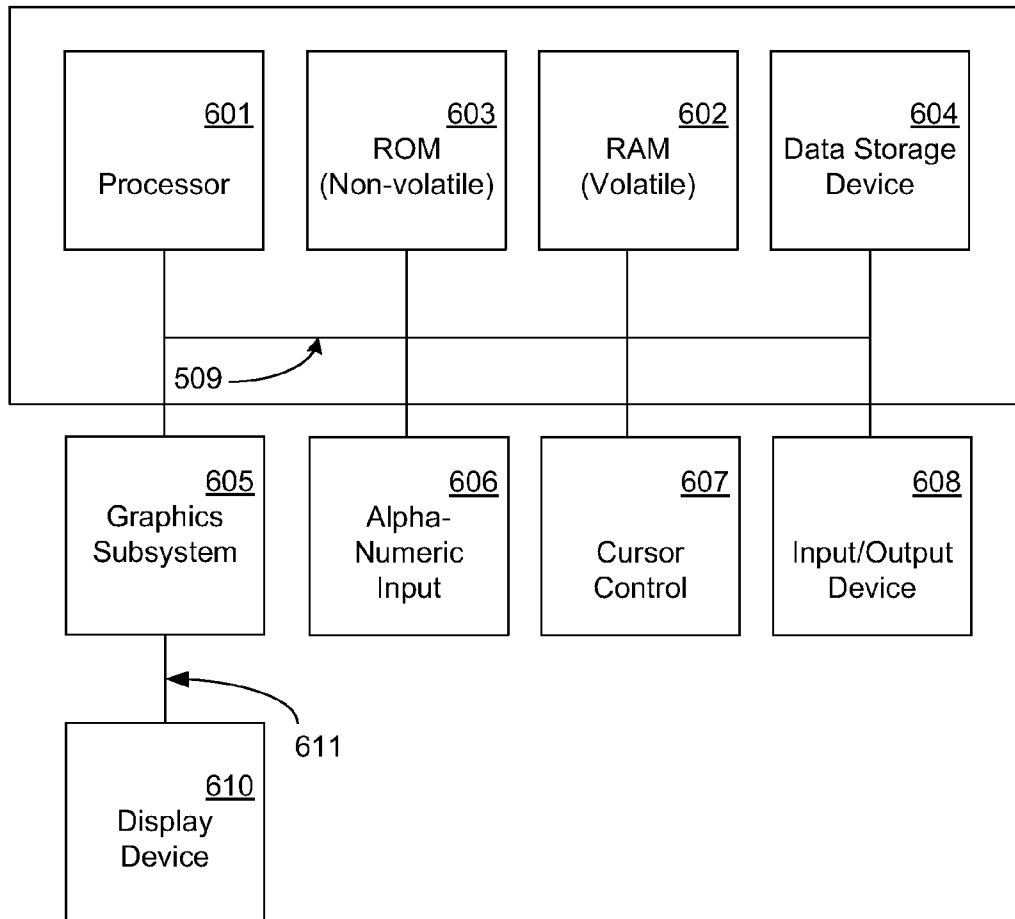 601
Processor
603
ROM
(Non-volatile)
602
RAM
(Volatile)
604
Data Storage
Device
509
605
Graphics
Subsystem
606
Alpha-
Numeric
Input
607
Cursor
Control
608
Input/Output
Device
611
610
Display
Device